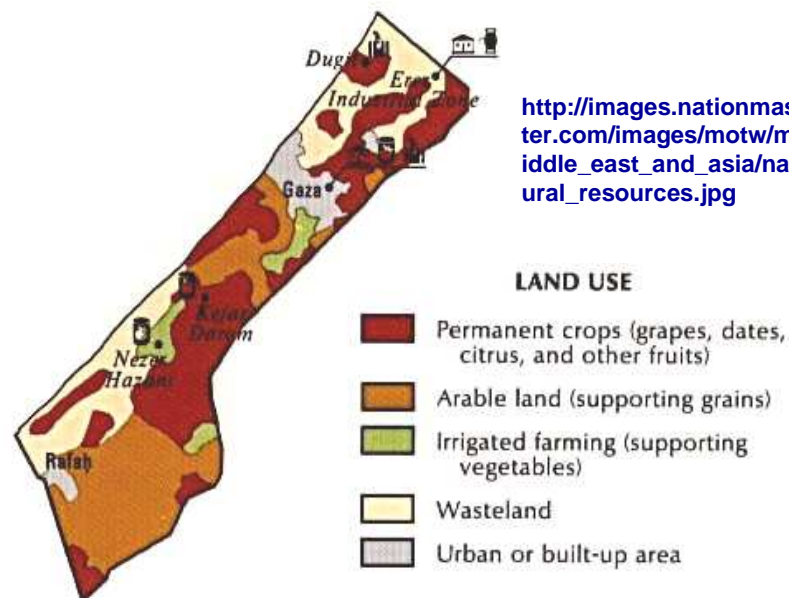 Dugit
Erez
Industrial Zone
Gaza
Kefar
Darom
Nezer
Hazani
Rafah
http://images.nationmas
ter.com/images/motw/m
iddle_east_and_asia/na
ural_resources.jpg
LAND USE
Permanent crops (grapes, dates,
citrus, and other fruits)
Arable land (supporting grains)
Irrigated farming (supporting
vegetables)
Wasteland
Urban or built-up area